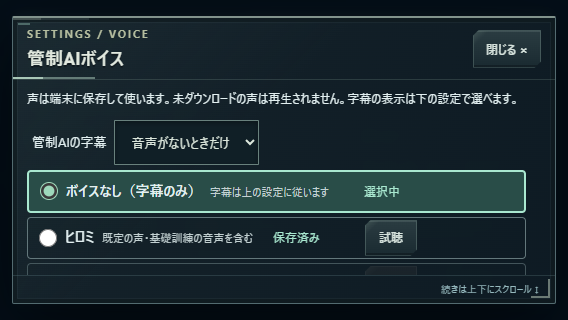 SETTINGS / VOICE
管制AIボイス
閉じる ×
声は端末に保存して使います。未ダウンロードの声は再生されません。字幕の表示は下の設定で選べます。
管制AIの字幕 音声がないときだけ
ボイスなし（字幕のみ） 字幕は上の設定に従います 選択中
ヒロミ 既定の声・基礎訓練の音声を含む 保存済み 試聴
続きは上下にスクロール ↕